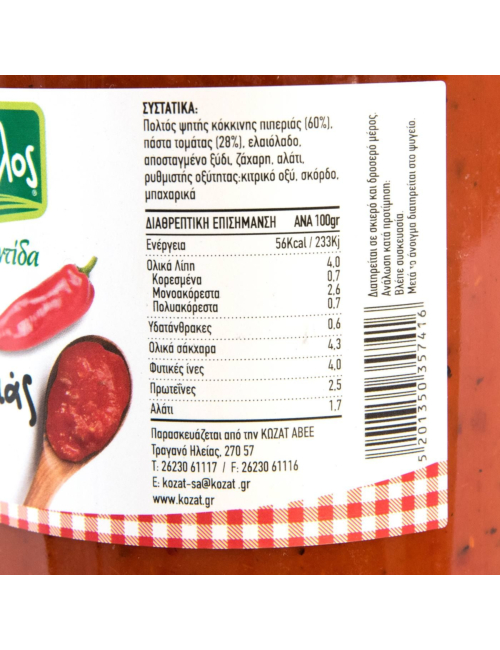 λος
ντίδα
άς
ΣΥΣΤΑΤΙΚΑ:
Πολτός ψητής κόκκινης πιπεριάς (60%),
πάστα τομάτας (28%), ελαιόλαδο,
αποσταγμένο ξύδι, ζάχαρη, αλάτι,
ρυθμιστής οξύτητας:κιτρικό οξύ, σκόρδο,
μπαχαρικά
ΔΙΑΘΡΕΠΤΙΚΗ ΕΠΙΣΗΜΑΝΣΗ ΑΝΑ 100gr
Ενέργεια 56Kcal / 233Kj
Ολικά Λίπη 4,0
Κορεσμένα 0,7
Μονοακόρεστα 2,6
Πολυακόρεστα 0,7
Υδατάνθρακες 0,6
Ολικά σάκχαρα 4,3
Φυτικές ίνες 4,0
Πρωτεΐνες 2,5
Αλάτι 1.7
Παρασκευάζεται από την ΚΩΖΑΤ ΑΒΕΕ
Τραγανό Ηλείας, 270 57
Τ: 26230 61117 / F: 26230 61116
E: kozat-sa@kozat.gr
www.kozat.gr
Διατηρείται σε σκιερό και δροσερό μέρος.
Ανάλωση κατά προτίμηση:
Βλέπε συσκευασία.
Μετά το άνοιγμα διατηρείται στο ψυγείο.
5 201350 357416